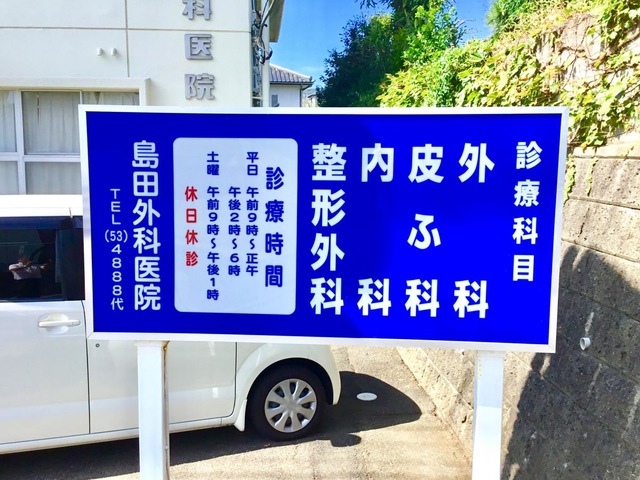 科医院
診療科目
外科
皮ふ科
内科
整形外科
診療時間
平日 午前9時～正午
午後2時～6時
土曜 午前9時～午後1時
休日休診
島田外科医院
TEL(53)4888代